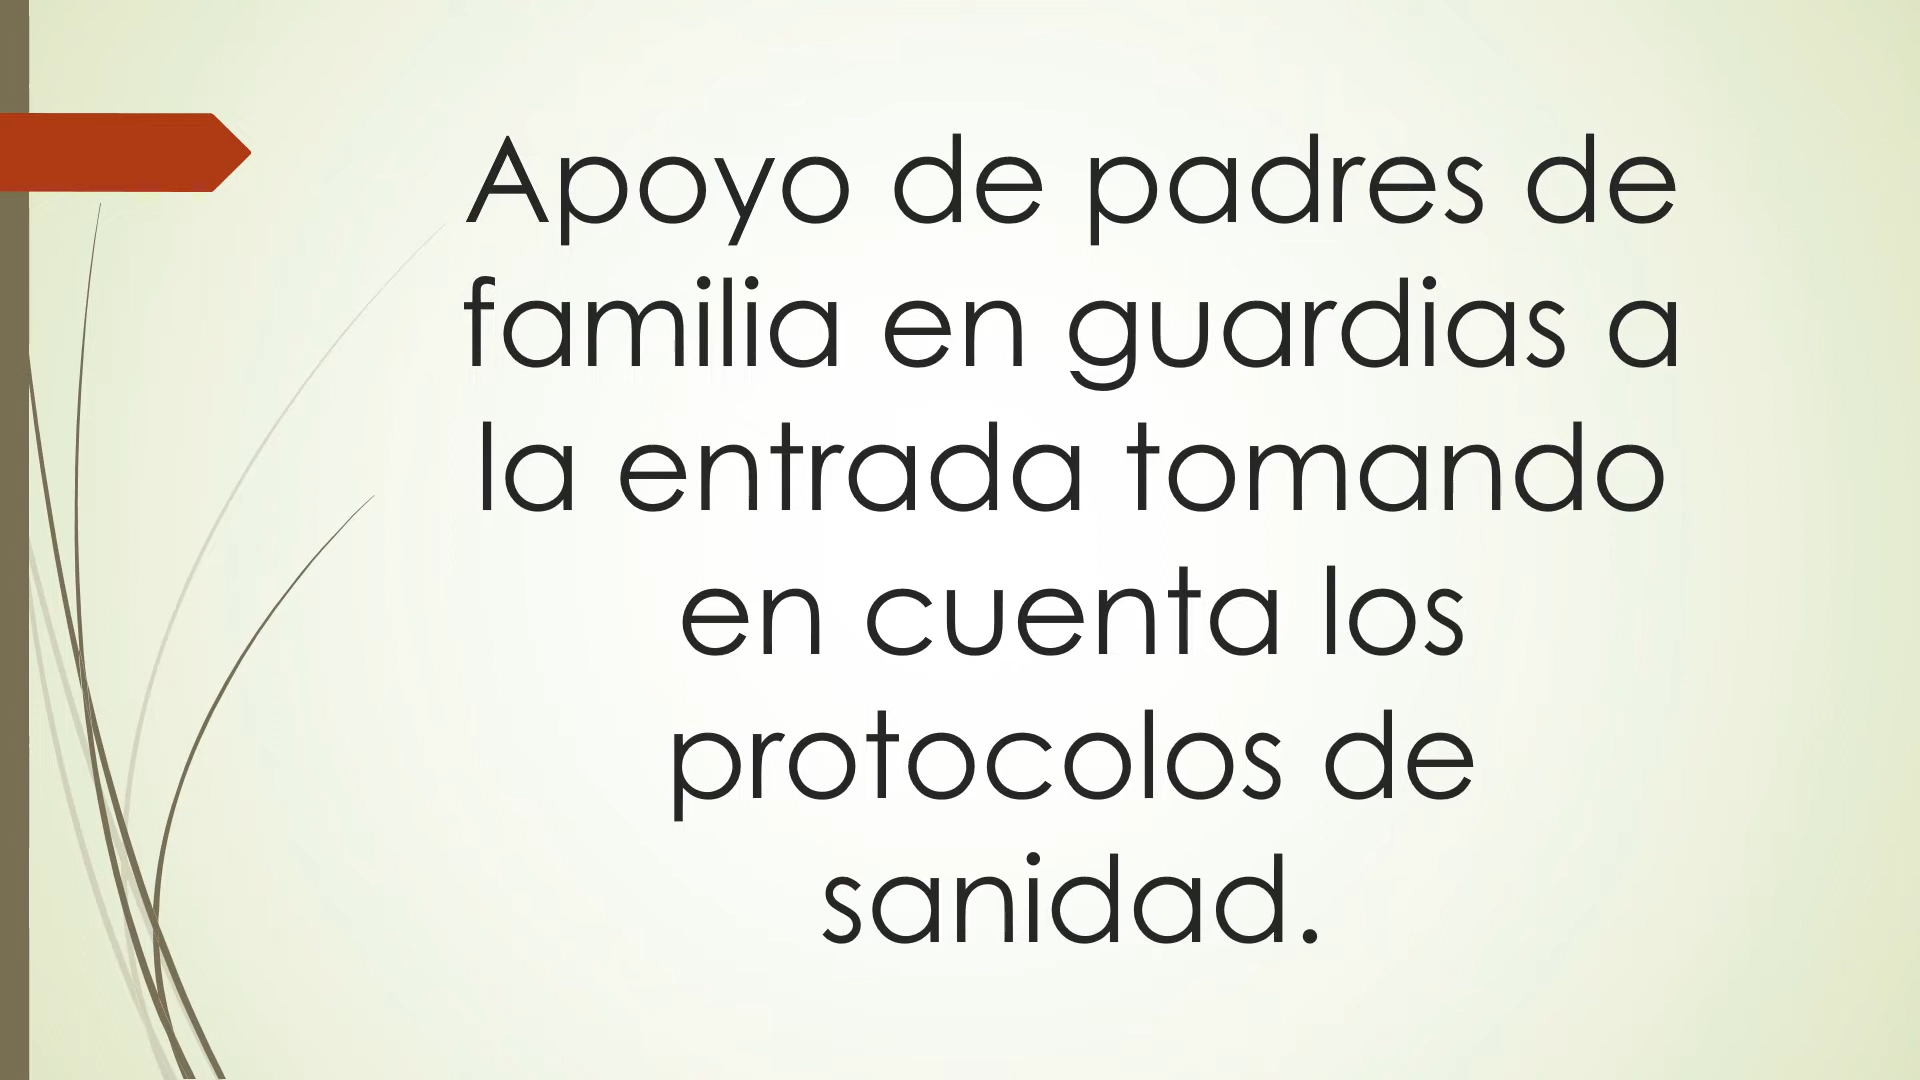 Apoyo de padres de
familia en guardias a
la entrada tomando
en cuenta los
protocolos de
sanidad.